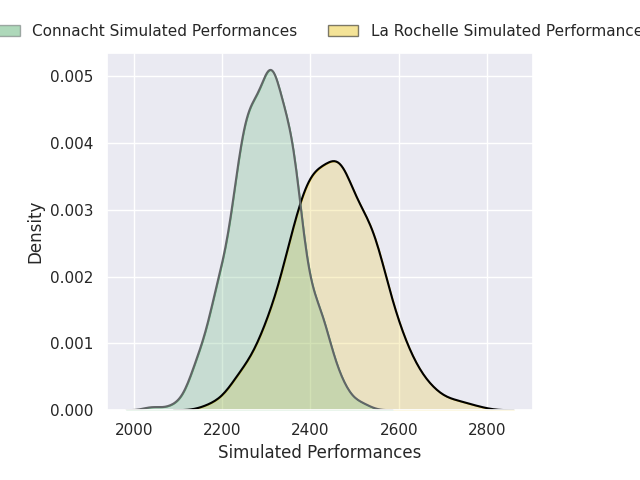 Connacht Simulated Performances
La Rochelle Simulated Performance
0.005
0.004
0.003
0.002
0.001
0.000
Density
2000 2200 2400 2600 2800
Simulated Performances